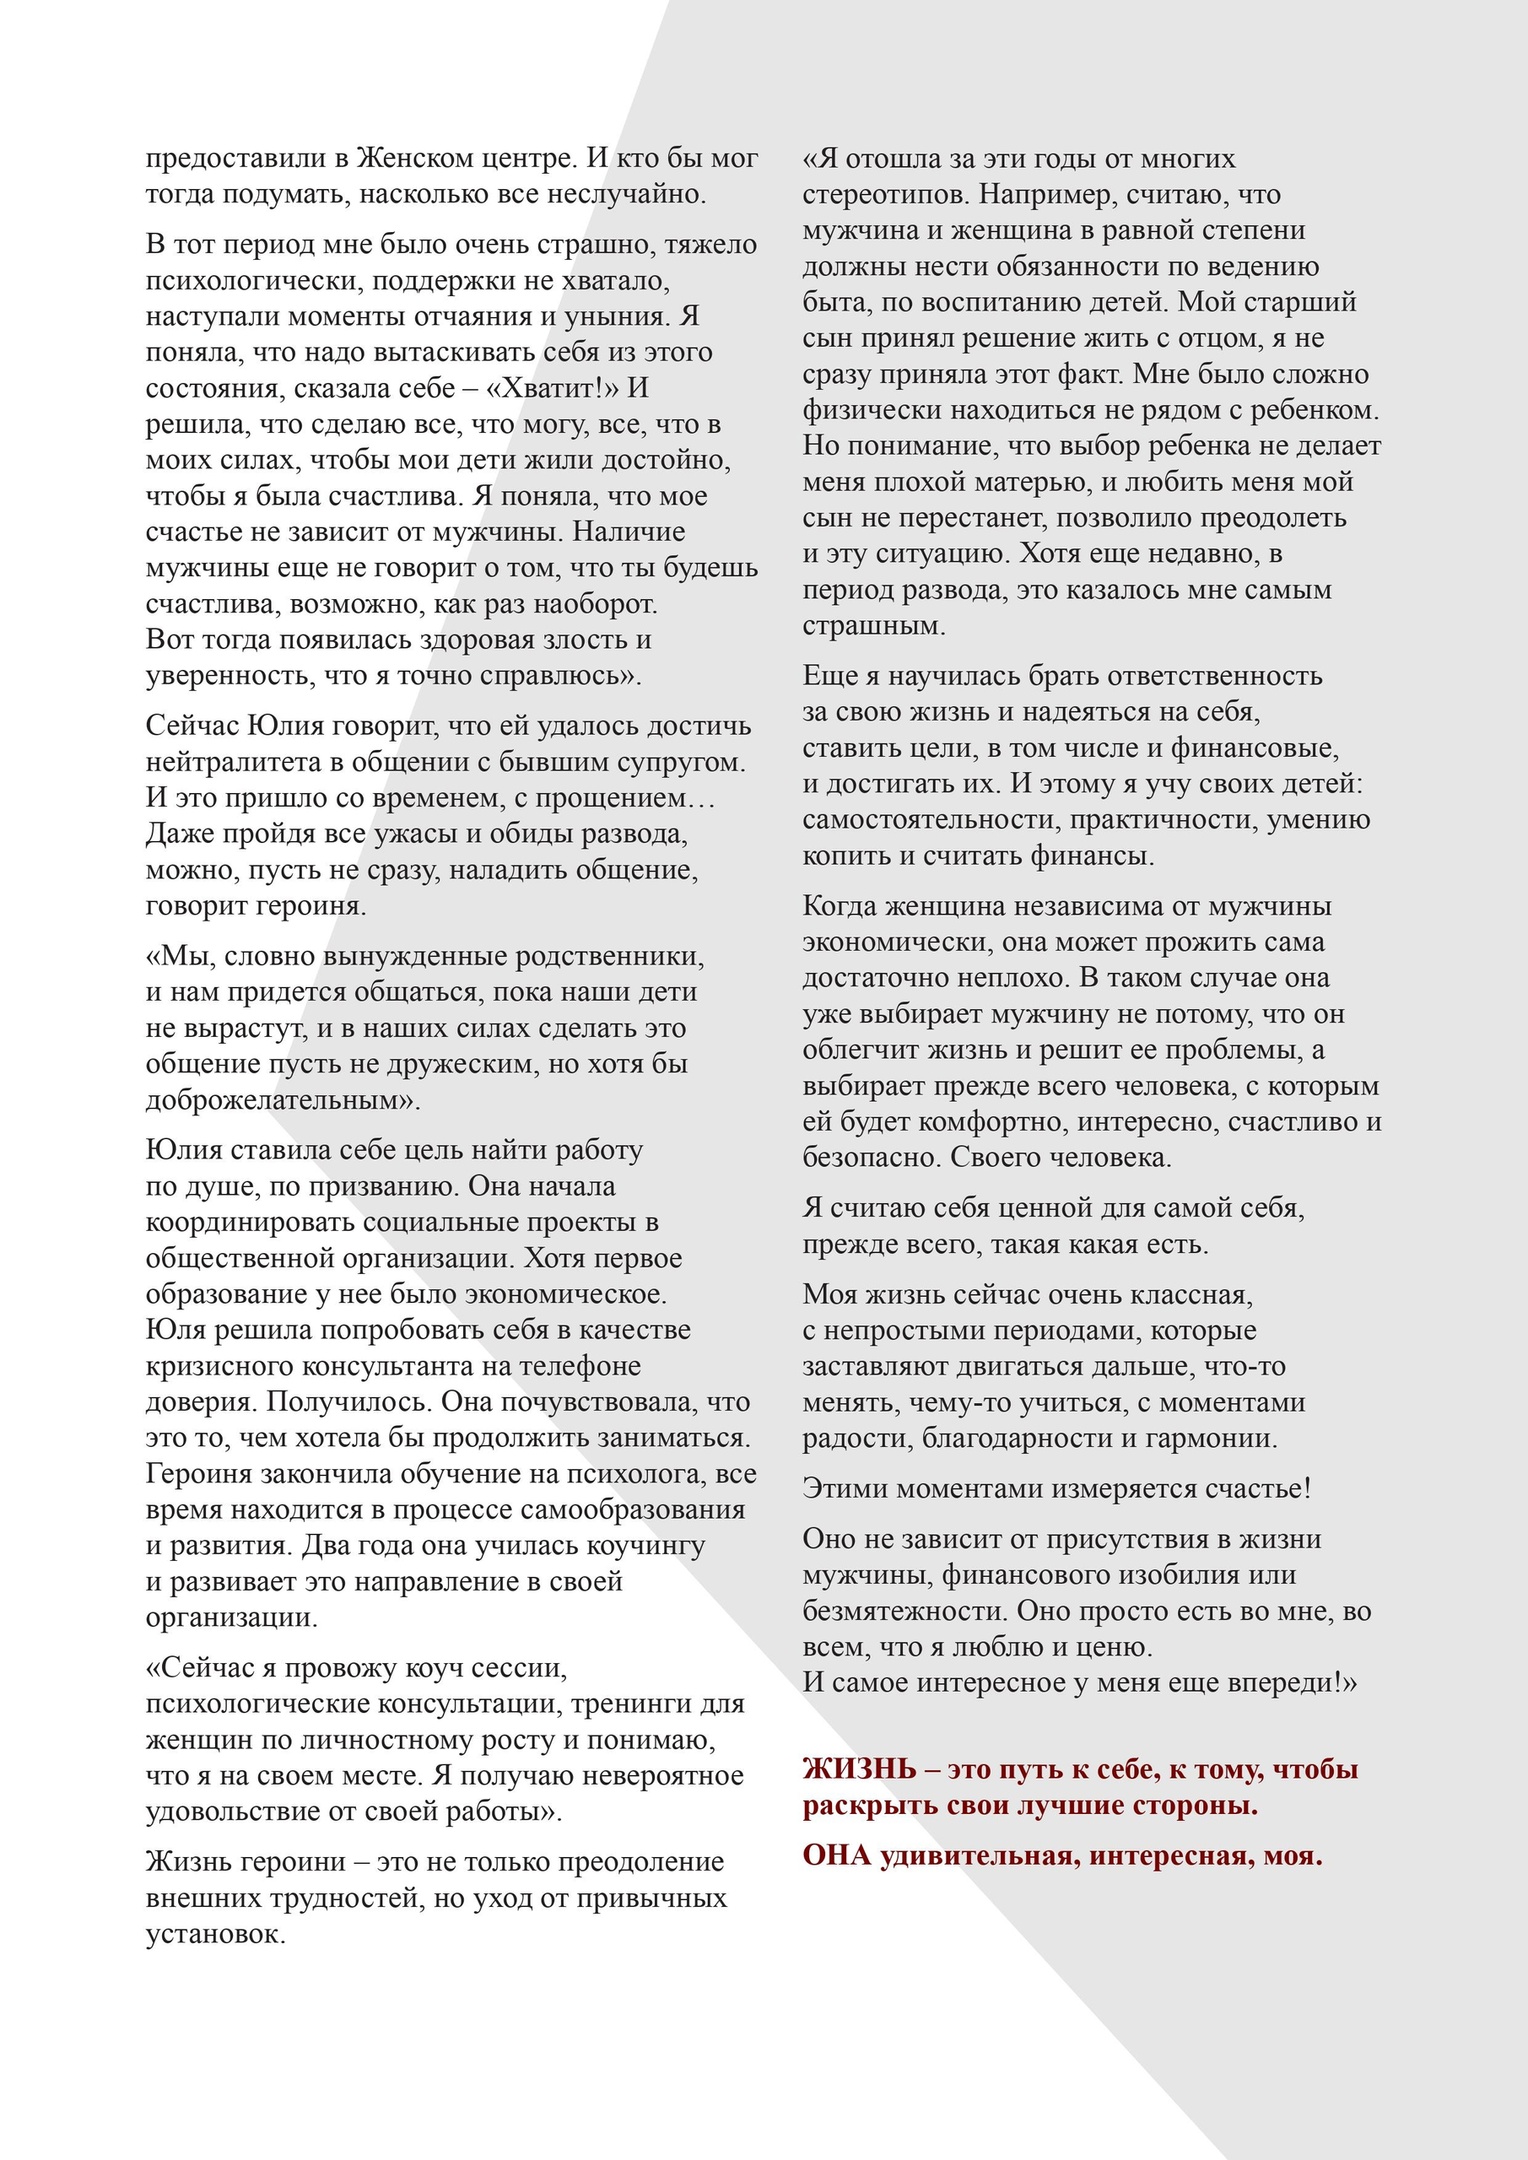 предоставили в Женском центре. И кто бы мог
тогда подумать, насколько все неслучайно.
В тот период мне было очень страшно, тяжело
психологически, поддержки не хватало,
наступали моменты отчаяния и уныния. Я
поняла, что надо вытаскивать себя из этого
состояния, сказала себе – «Хватит!» И
решила, что сделаю все, что могу, все, что в
моих силах, чтобы мои дети жили достойно,
чтобы я была счастлива. Я поняла, что мое
счастье не зависит от мужчины. Наличие
мужчины еще не говорит о том, что ты будешь
счастлива, возможно, как раз наоборот.
Вот тогда появилась здоровая злость и
уверенность, что я точно справлюсь».
Сейчас Юлия говорит, что ей удалось достичь
нейтралитета в общении с бывшим супругом.
И это пришло со временем, с прощением…
Даже пройдя все ужасы и обиды развода,
можно, пусть не сразу, наладить общение,
говорит героиня.
«Мы, словно вынужденные родственники,
и нам придется общаться, пока наши дети
не вырастут, и в наших силах сделать это
общение пусть не дружеским, но хотя бы
доброжелательным».
Юлия ставила себе цель найти работу
по душе, по призванию. Она начала
координировать социальные проекты в
общественной организации. Хотя первое
образование у нее было экономическое.
Юля решила попробовать себя в качестве
кризисного консультанта на телефоне
доверия. Получилось. Она почувствовала, что
это то, чем хотела бы продолжить заниматься.
Героиня закончила обучение на психолога, все
время находится в процессе самообразования
и развития. Два года она училась коучингу
и развивает это направление в своей
организации.
«Сейчас я провожу коуч сессии,
психологические консультации, тренинги для
женщин по личностному росту и понимаю,
что я на своем месте. Я получаю невероятное
удовольствие от своей работы».
Жизнь героини – это не только преодоление
внешних трудностей, но уход от привычных
установок.
«Я отошла за эти годы от многих
стереотипов. Например, считаю, что
мужчина и женщина в равной степени
должны нести обязанности по ведению
быта, по воспитанию детей. Мой старший
сын принял решение жить с отцом, я не
сразу приняла этот факт. Мне было сложно
физически находиться не рядом с ребенком.
Но понимание, что выбор ребенка не делает
меня плохой матерью, и любить меня мой
сын не перестанет, позволило преодолеть
и эту ситуацию. Хотя еще недавно, в
период развода, это казалось мне самым
страшным.
Еще я научилась брать ответственность
за свою жизнь и надеяться на себя,
ставить цели, в том числе и финансовые,
и достигать их. И этому я учу своих детей:
самостоятельности, практичности, умению
копить и считать финансы.
Когда женщина независима от мужчины
экономически, она может прожить сама
достаточно неплохо. В таком случае она
уже выбирает мужчину не потому, что он
облегчит жизнь и решит ее проблемы, а
выбирает прежде всего человека, с которым
ей будет комфортно, интересно, счастливо и
безопасно. Своего человека.
Я считаю себя ценной для самой себя,
прежде всего, такая какая есть.
Моя жизнь сейчас очень классная,
с непростыми периодами, которые
заставляют двигаться дальше, что-то
менять, чему-то учиться, с моментами
радости, благодарности и гармонии.
Этими моментами измеряется счастье!
Оно не зависит от присутствия в жизни
мужчины, финансового изобилия или
безмятежности. Оно просто есть во мне, во
всем, что я люблю и ценю.
И самое интересное у меня еще впереди!»
ЖИЗНЬ – это путь к себе, к тому, чтобы
раскрыть свои лучшие стороны.
ОНА удивительная, интересная, моя.